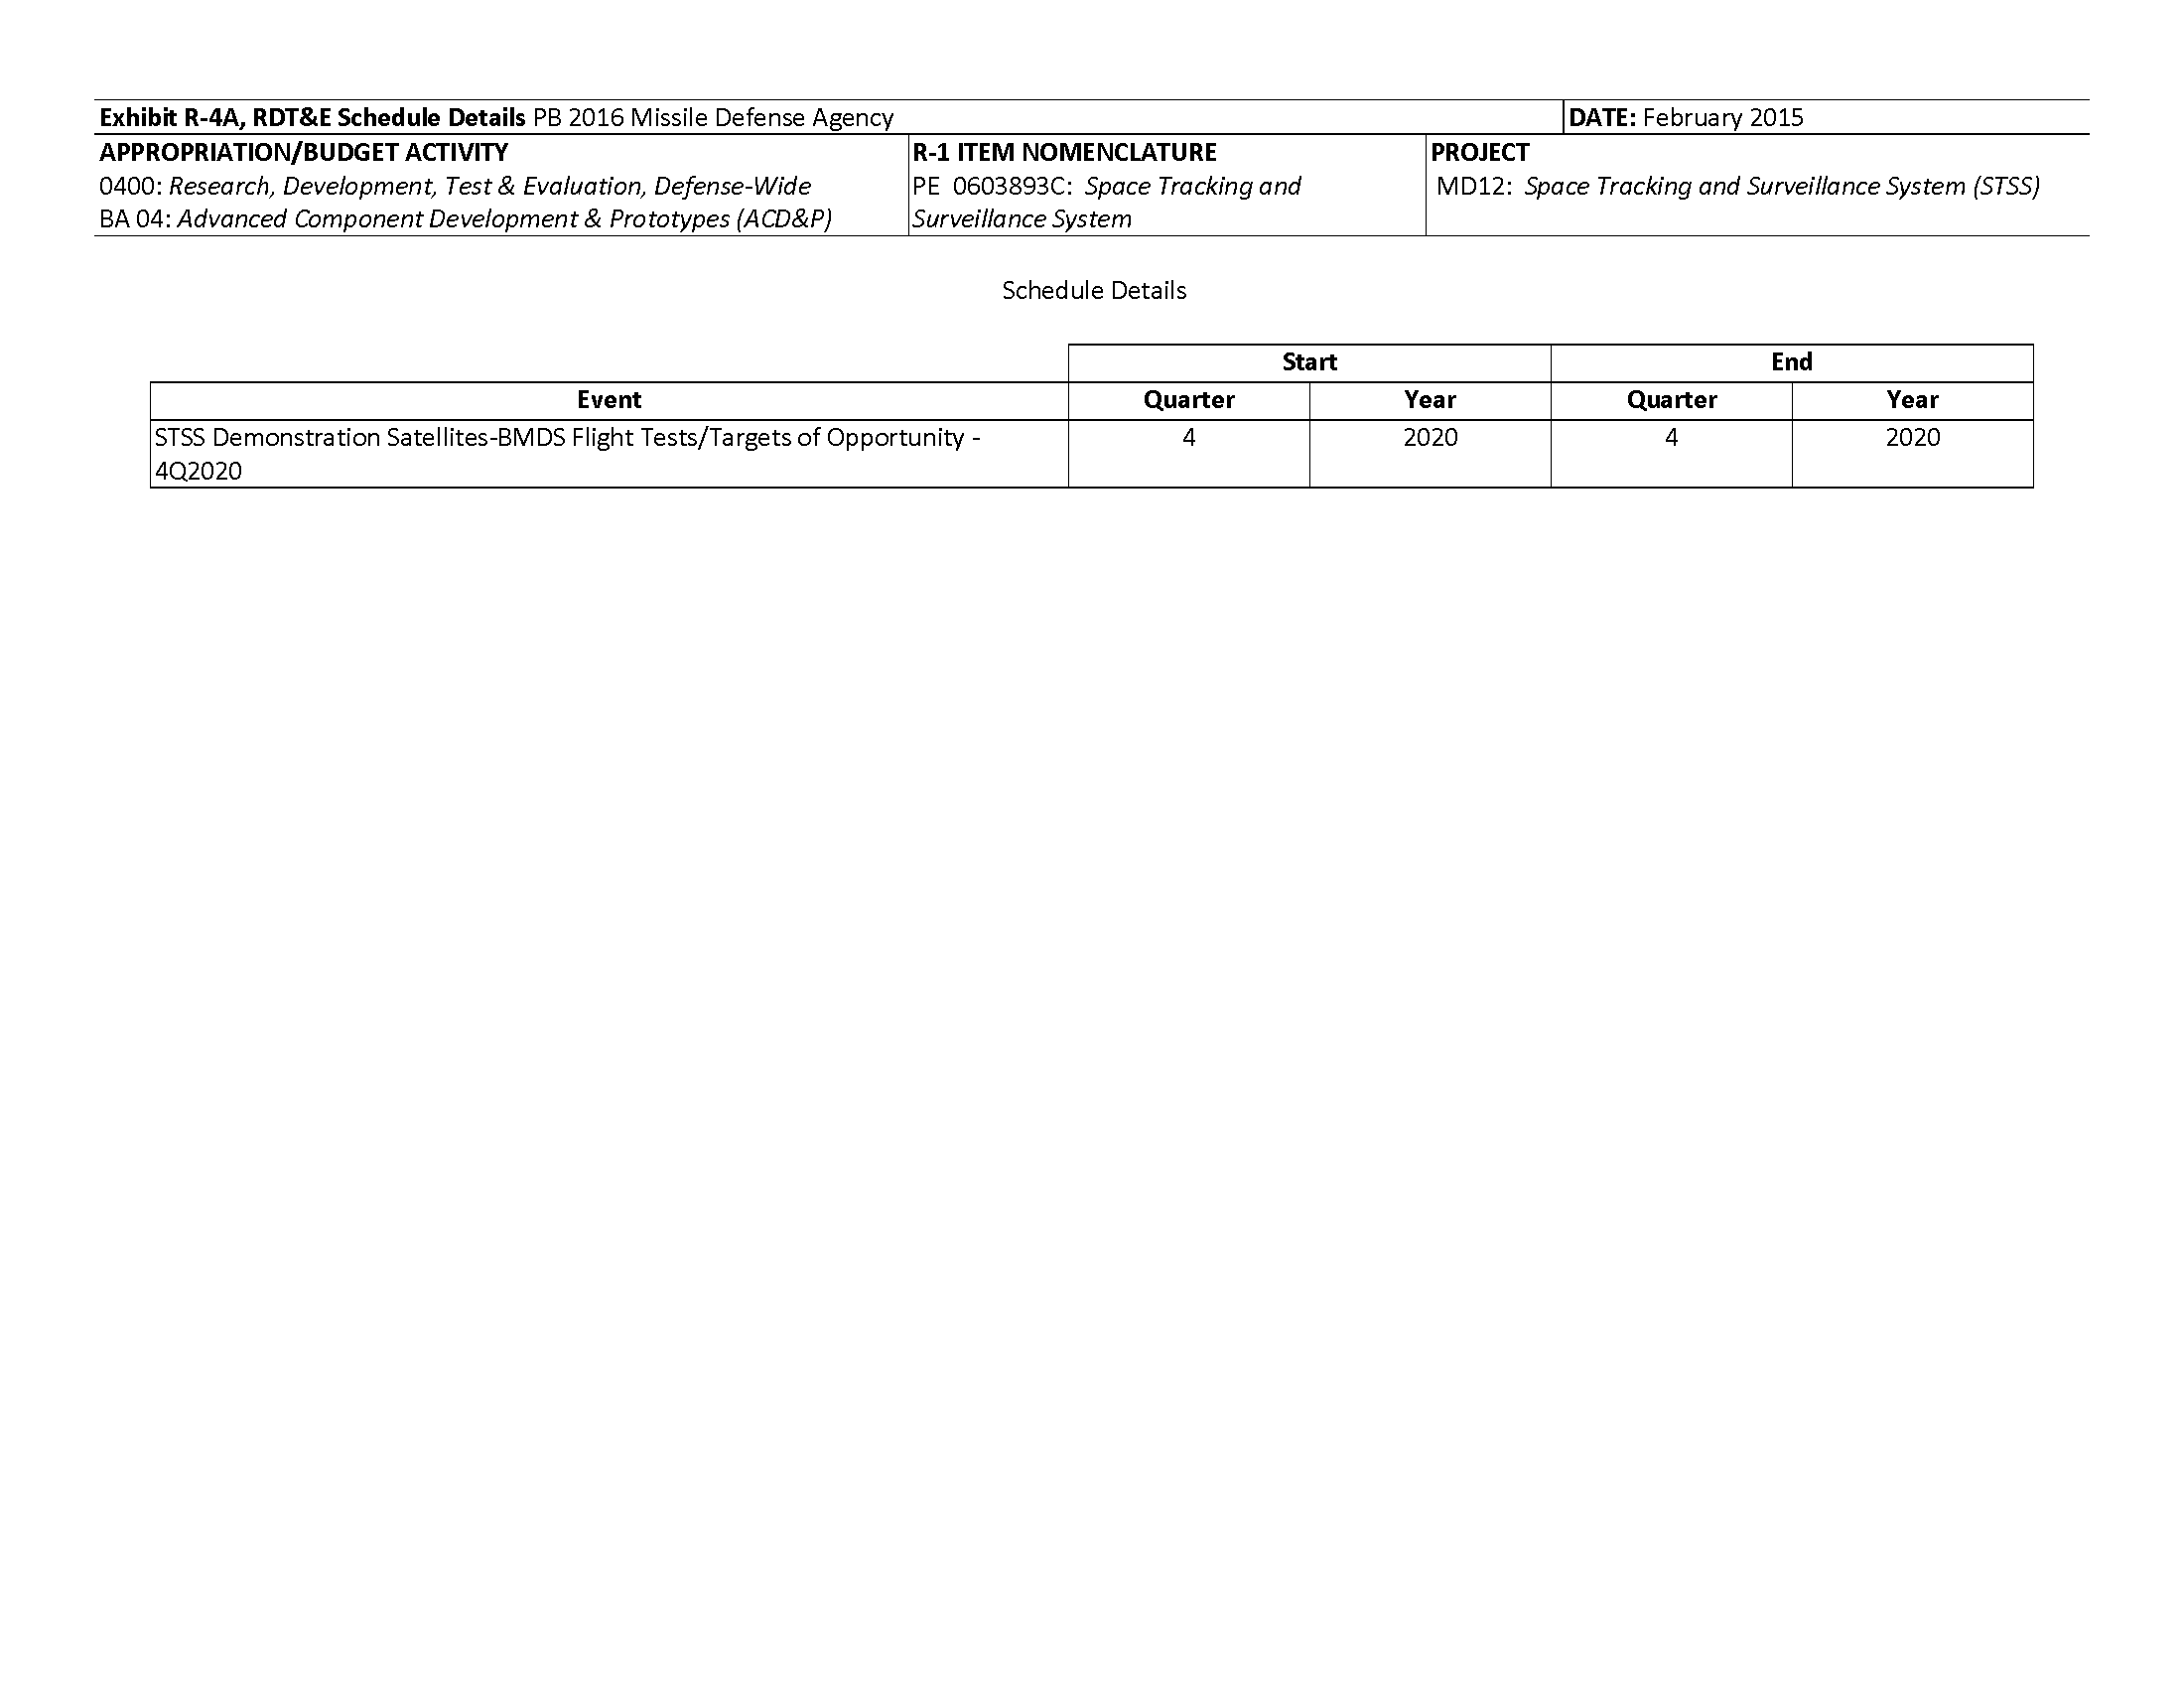 Exhibit R-4A, RDT&E Schedule Details PB 2016 Missile Defense Agency
DATE: February 2015
APPROPRIATION/BUDGET ACTIVITY
0400: Research, Development, Test & Evaluation, Defense-Wide
BA 04: Advanced Component Development & Prototypes (ACD&P)
R-1 ITEM NOMENCLATURE
PE 0603893C: Space Tracking and
Surveillance System
PROJECT
MD12: Space Tracking and Surveillance System (STSS)
Schedule Details
Start End
Event Quarter Year Quarter Year
STSS Demonstration Satellites-BMDS Flight Tests/Targets of Opportunity - 4 2020 4 2020
4Q2020